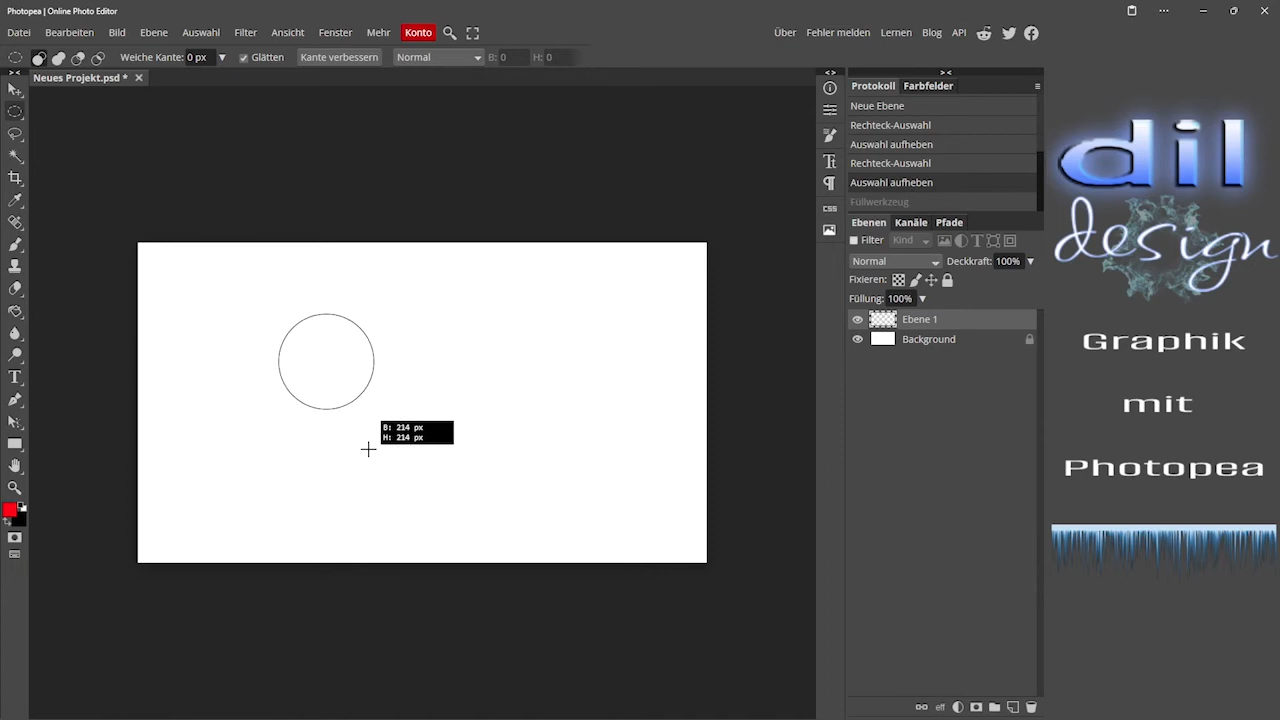 Photopea | Online Photo Editor
Datei Bearbeiten Bild Ebene Auswahl Filter Ansicht Fenster Mehr Konto Über Fehler melden Lernen Blog API
Weiche Kante: 0 px Glätten Kante verbessern Normal B: 0 H: 0
Neues Projekt.psd *
Protokoll Farbfelder
Neue Ebene
Rechteck-Auswahl
Auswahl aufheben
Rechteck-Auswahl
Auswahl aufheben
Füllwerkzeug
Ebenen Kanäle Pfade
Filter Kind
Normal Deckkraft: 100%
Fixieren:
Füllung: 100%
Ebene 1
Background
B: 214 px
H: 214 px
CSS
eff
dil
design
Graphik
mit
Photopea